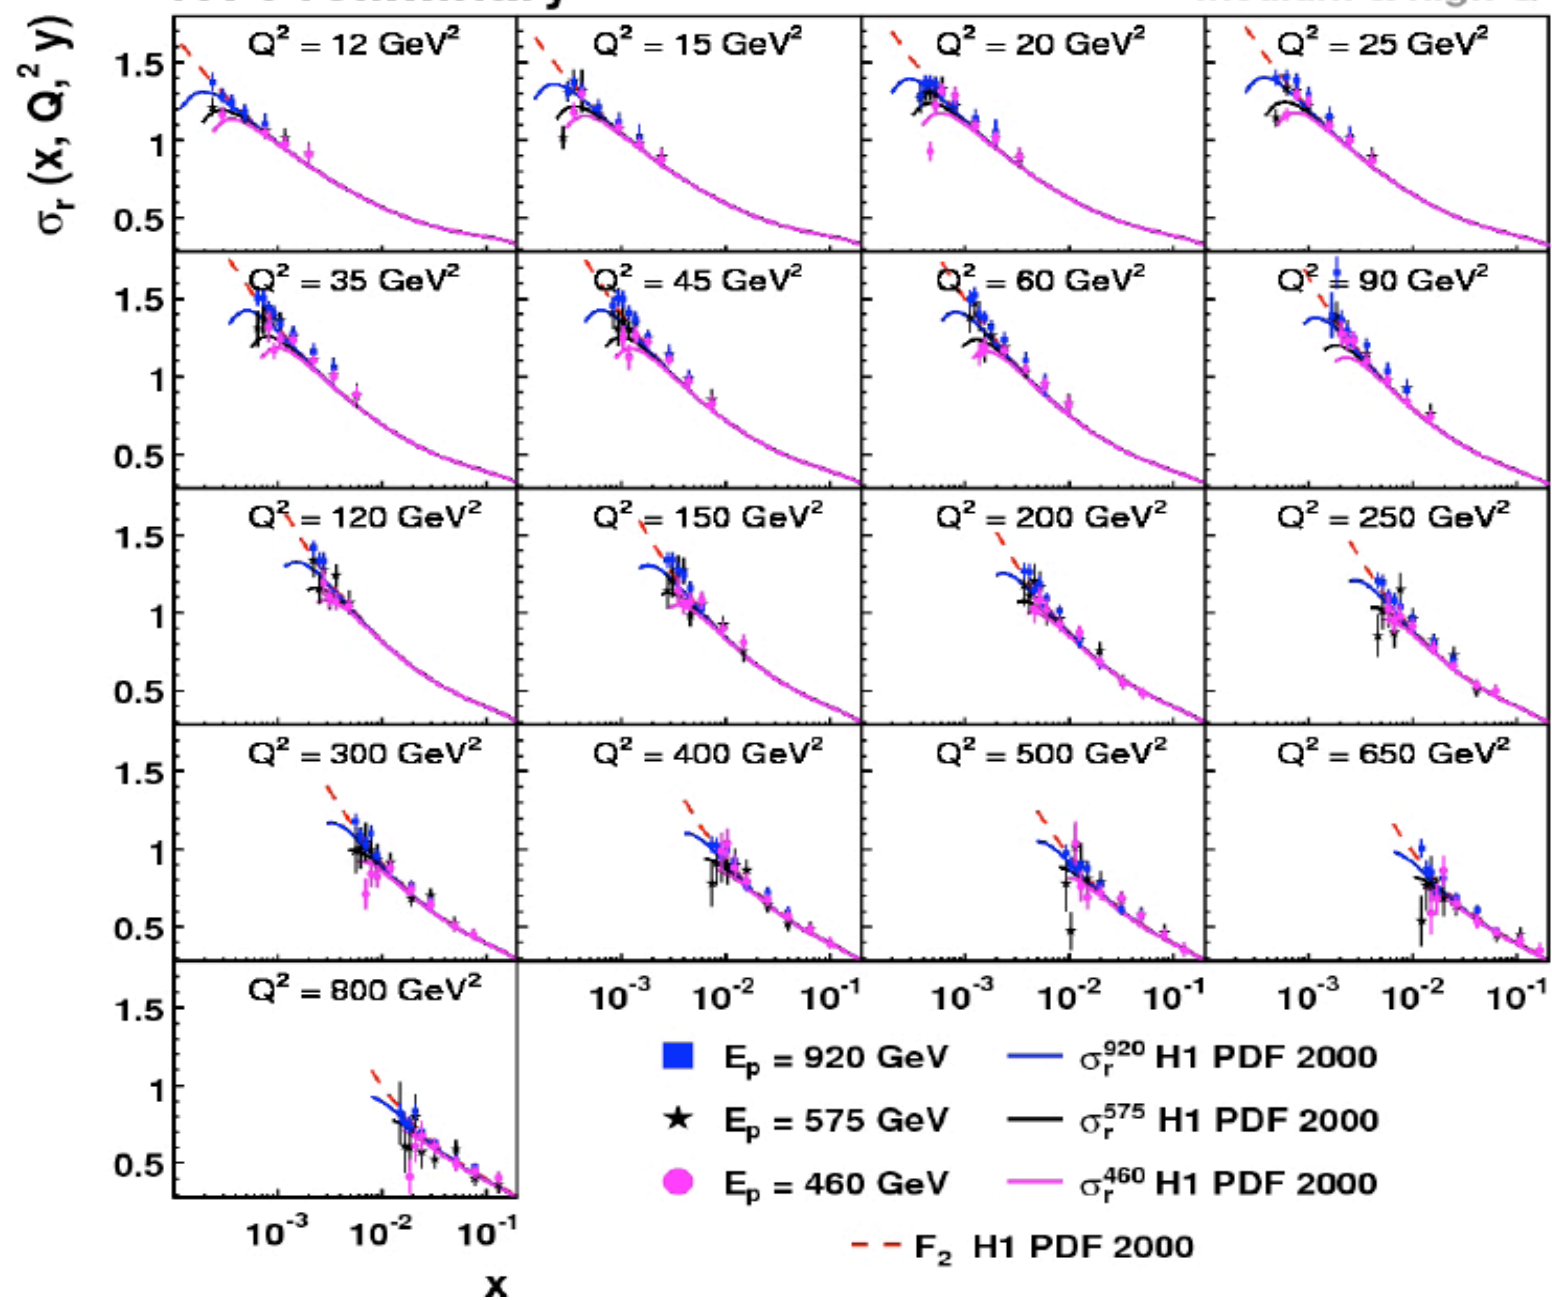 σr (x, Q,² y)
Q² = 12 GeV² Q² = 15 GeV² Q² = 20 GeV² Q² = 25 GeV²
1.5
1
0.5
Q² = 35 GeV² Q² = 45 GeV² Q² = 60 GeV² Q² = 90 GeV²
1.5
1
0.5
Q² = 120 GeV² Q² = 150 GeV² Q² = 200 GeV² Q² = 250 GeV²
1.5
1
0.5
Q² = 300 GeV² Q² = 400 GeV² Q² = 500 GeV² Q² = 650 GeV²
1.5
1
0.5
Q² = 800 GeV²
10⁻³ 10⁻² 10⁻¹ 10⁻³ 10⁻² 10⁻¹ 10⁻³ 10⁻² 10⁻¹
1.5
1
0.5
Eₚ = 920 GeV σr⁹²⁰ H1 PDF 2000
Eₚ = 575 GeV σr⁵⁷⁵ H1 PDF 2000
Eₚ = 460 GeV σr⁴⁶⁰ H1 PDF 2000
10⁻³ 10⁻² 10⁻¹
F₂ H1 PDF 2000
x